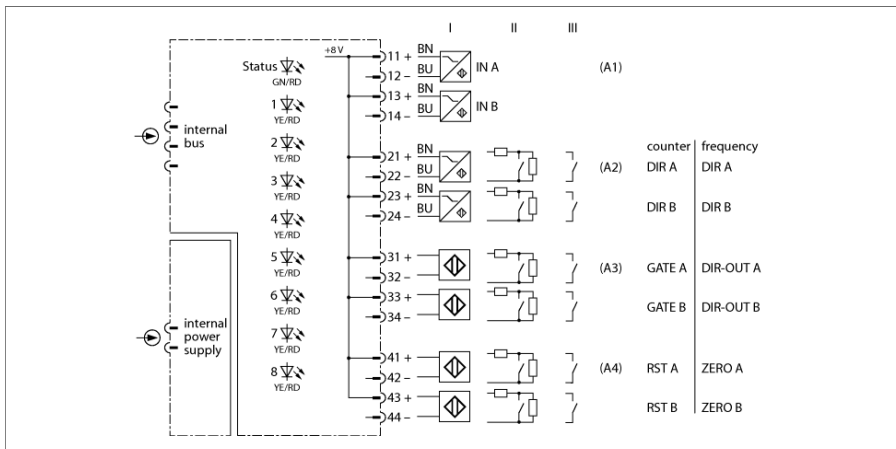 I II III
+8 V
11 + BN
IN A
(A1)
Status
GN/RD
12 – BU
13 + BN
IN B
1
YE/RD
14 – BU
internal
bus
2
YE/RD
counter frequency
21 + BN
(A2) DIR A DIR A
22 – BU
3
YE/RD
23 + BN
DIR B DIR B
24 – BU
4
YE/RD
5
YE/RD
31 +
(A3) GATE A DIR-OUT A
32 –
6
YE/RD
33 +
GATE B DIR-OUT B
34 –
internal
power
supply
7
YE/RD
41 +
(A4) RST A ZERO A
42 –
8
YE/RD
43 +
RST B ZERO B
44 –